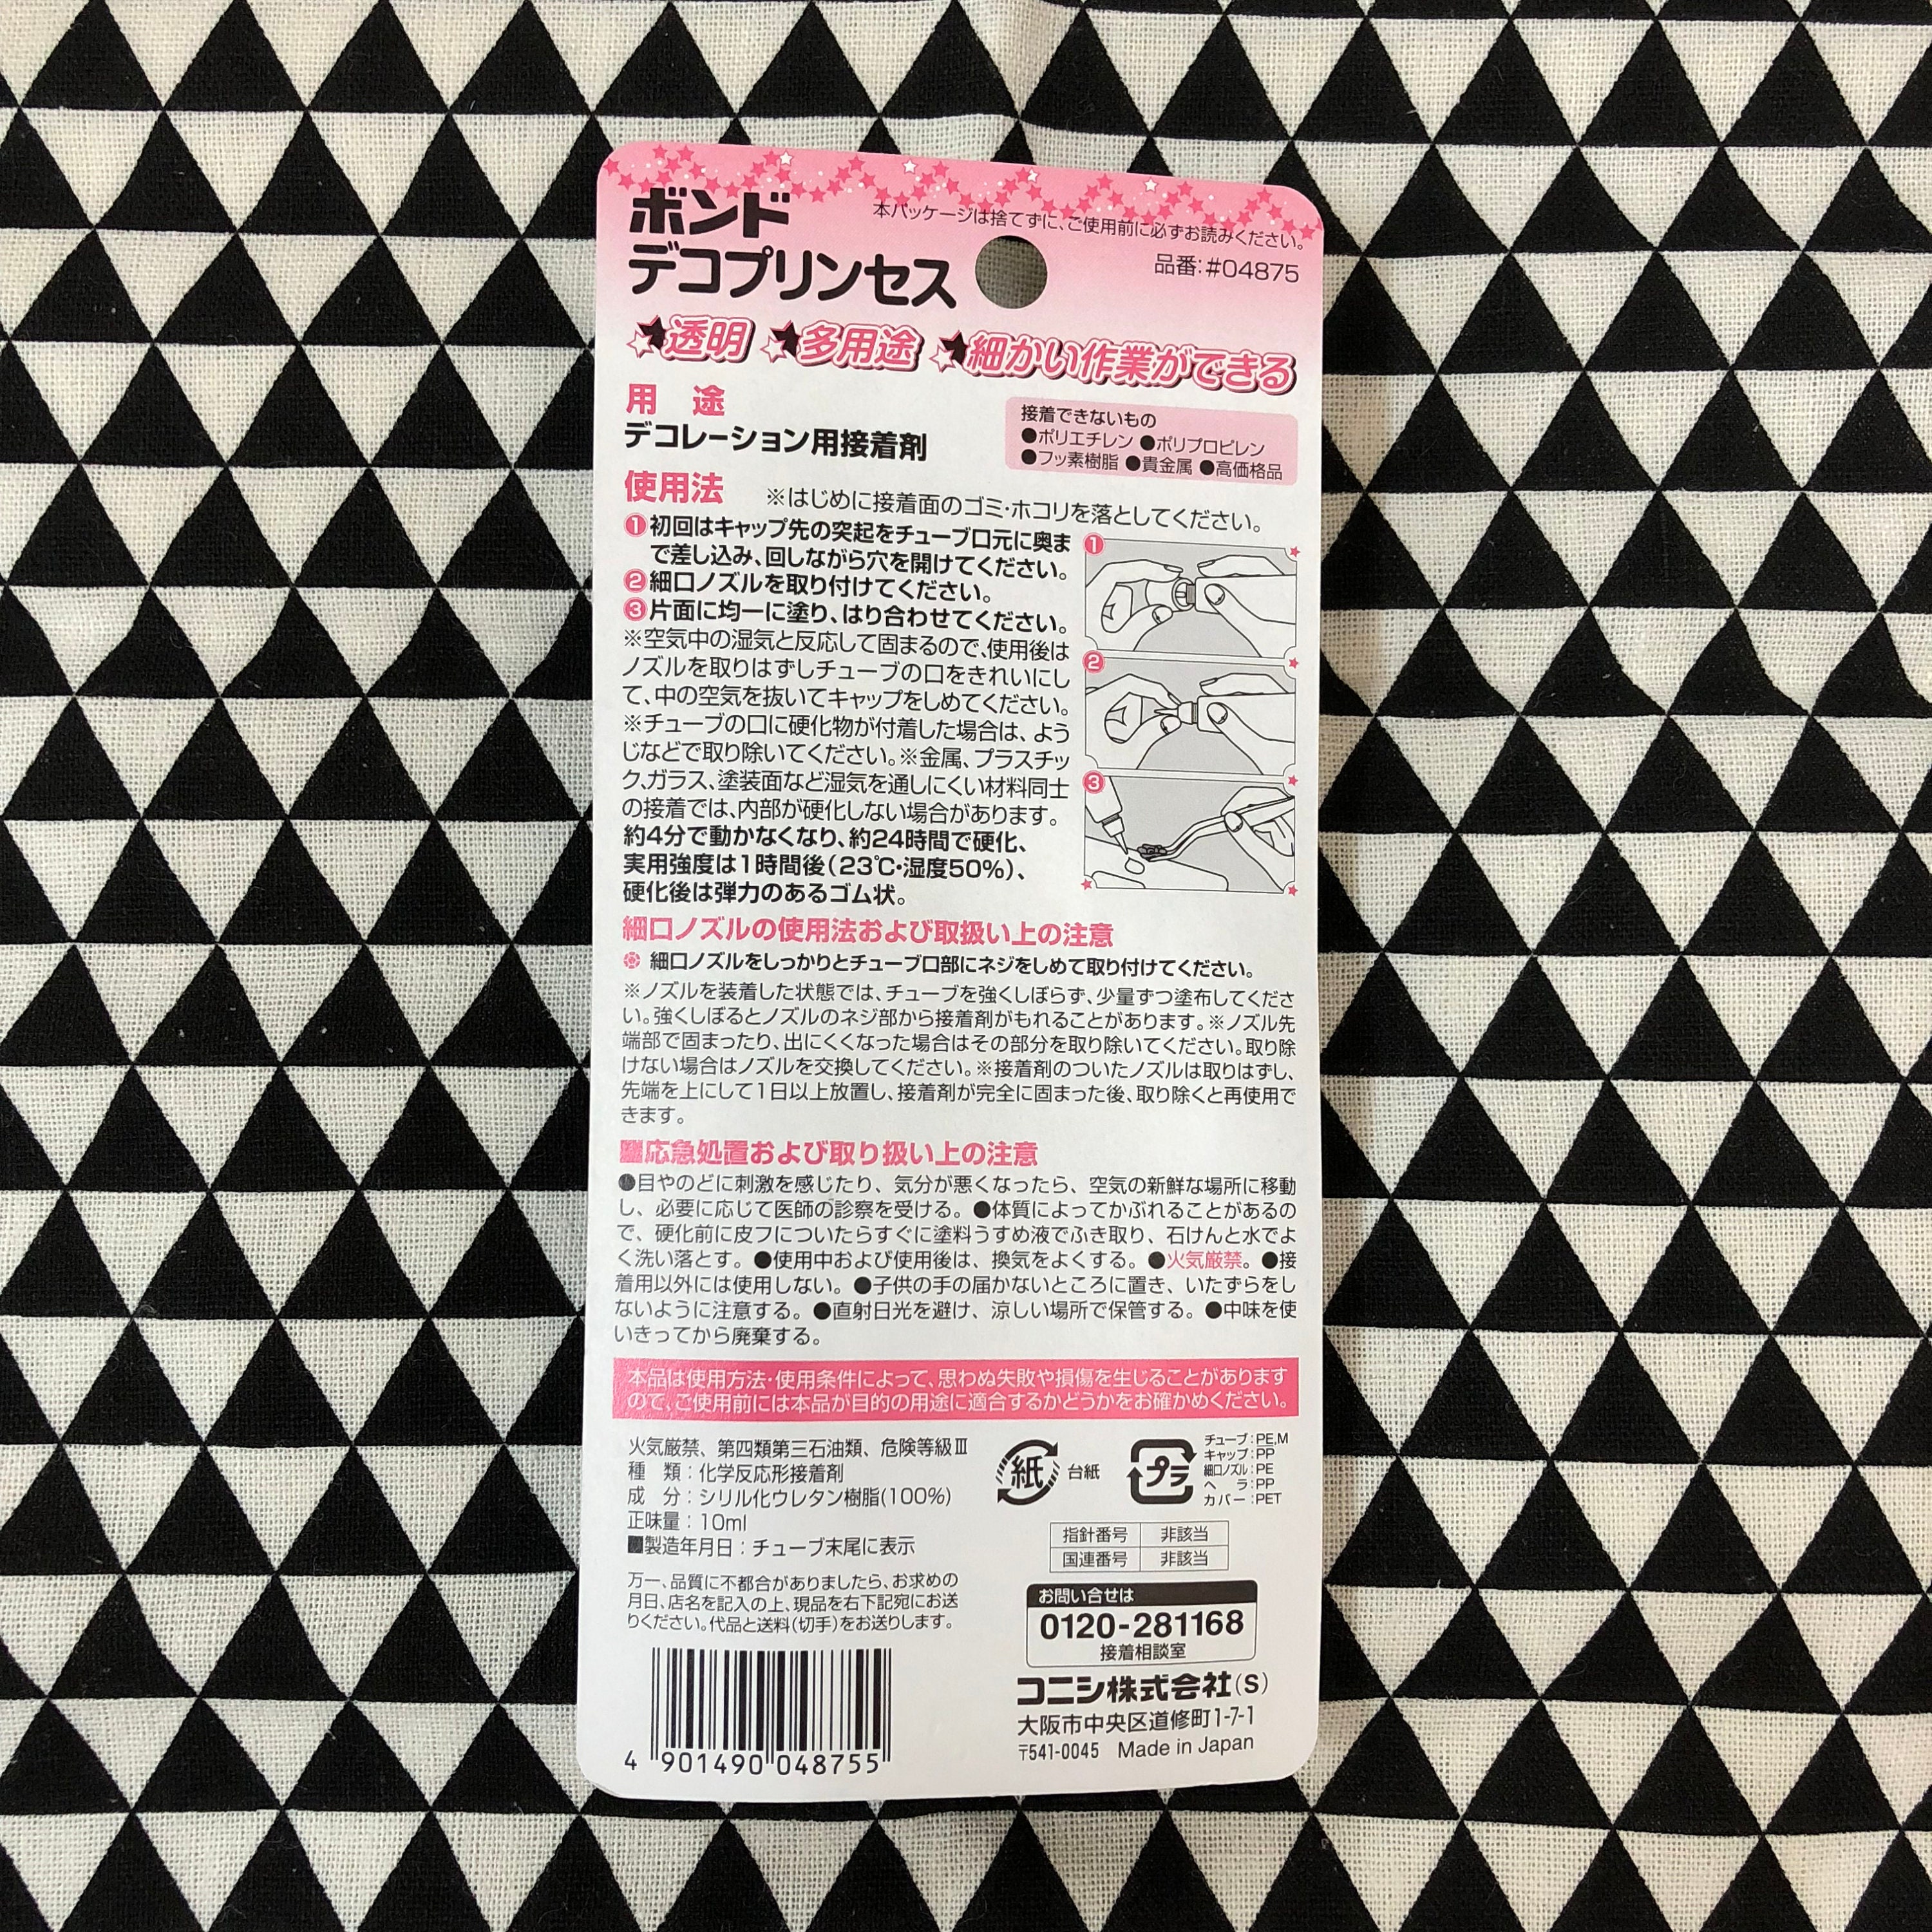 本パッケージは捨てずに、ご使用前に必ずお読みください。
ボンド
デコプリンセス
品番:#04875
透明 多用途 細かい作業ができる
用 途
デコレーション用接着剤
接着できないもの
●ポリエチレン ●ポリプロピレン
●フッ素樹脂 ●貴金属 ●高価格品
使用法 ※はじめに接着面のゴミ・ホコリを落としてください。
①初回はキャップ先の突起をチューブ口元に奥ま
で差し込み、回しながら穴を開けてください。
②細口ノズルを取り付けてください。
③片面に均一に塗り、はり合わせてください。
※空気中の湿気と反応して固まるので、使用後は
ノズルを取りはずしチューブの口をきれいにし
て、中の空気を抜いてキャップをしめてください。
※チューブの口に硬化物が付着した場合は、よう
じなどで取り除いてください。※金属、プラスチッ
ク、ガラス、塗装面など湿気を通しにくい材料同士
の接着では、内部が硬化しない場合があります。
約4分で動かなくなり、約24時間で硬化、
実用強度は1時間後(23℃・湿度50%)、
硬化後は弾力のあるゴム状。
①
②
③
細口ノズルの使用法および取扱い上の注意
細口ノズルをしっかりとチューブ口部にネジをしめて取り付けてください。
※ノズルを装着した状態では、チューブを強くしぼらず、少量ずつ塗布してくださ
い。強くしぼるとノズルのネジ部から接着剤がもれることがあります。※ノズル先
端部で固まったり、出にくくなった場合はその部分を取り除いてください。取り除
けない場合はノズルを交換してください。※接着剤のついたノズルは取りはずし、
先端を上にして1日以上放置し、接着剤が完全に固まった後、取り除くと再使用で
きます。
■応急処置および取り扱い上の注意
●目やのどに刺激を感じたり、気分が悪くなったら、空気の新鮮な場所に移動
し、必要に応じて医師の診察を受ける。●体質によってかぶれることがあるの
で、硬化前に皮フについたらすぐに塗料うすめ液でふき取り、石けんと水でよ
く洗い落とす。●使用中および使用後は、換気をよくする。●火気厳禁。●接
着用以外には使用しない。●子供の手の届かないところに置き、いたずらをし
ないように注意する。●直射日光を避け、涼しい場所で保管する。●中味を使
いきってから廃棄する。
本品は使用方法・使用条件によって、思わぬ失敗や損傷を生じることがあります
ので、ご使用前には本品が目的の用途に適合するかどうかをお確かめください。
火気厳禁、第四類第三石油類、危険等級Ⅲ
種 類:化学反応形接着剤
成 分:シリル化ウレタン樹脂(100%)
正味量:10ml
■製造年月日:チューブ末尾に表示
紙 台紙
プラ
チューブ:PE,M
キャップ:PP
細口ノズル:PE
ヘ ラ:PP
カバー:PET
指針番号 非該当
国連番号 非該当
万一、品質に不都合がありましたら、お求めの
月日、店名を記入の上、現品を右下記宛にお送
りください。代品と送料(切手)をお送りします。
お問い合せは
0120-281168
接着相談室
コニシ株式会社(S)
大阪市中央区道修町1-7-1
〒541-0045 Made in Japan
4 901490 048755